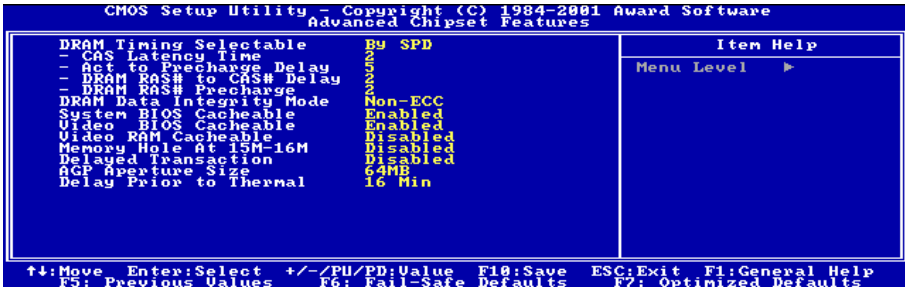 CMOS Setup Utility - Copyright (C) 1984-2001 Award Software
Advanced Chipset Features
DRAM Timing Selectable By SPD
- CAS Latency Time 2
- Act to Precharge Delay 5
- DRAM RAS# to CAS# Delay 2
- DRAM RAS# Precharge 2
DRAM Data Integrity Mode Non-ECC
System BIOS Cacheable Enabled
Video BIOS Cacheable Enabled
Video RAM Cacheable Disabled
Memory Hole At 15M-16M Disabled
Delayed Transaction Disabled
AGP Aperture Size 64MB
Delay Prior to Thermal 16 Min
Item Help
Menu Level ►
↑↓:Move Enter:Select +/-/PU/PD:Value F10:Save ESC:Exit F1:General Help
F5: Previous Values F6: Fail-Safe Defaults F7: Optimized Defaults